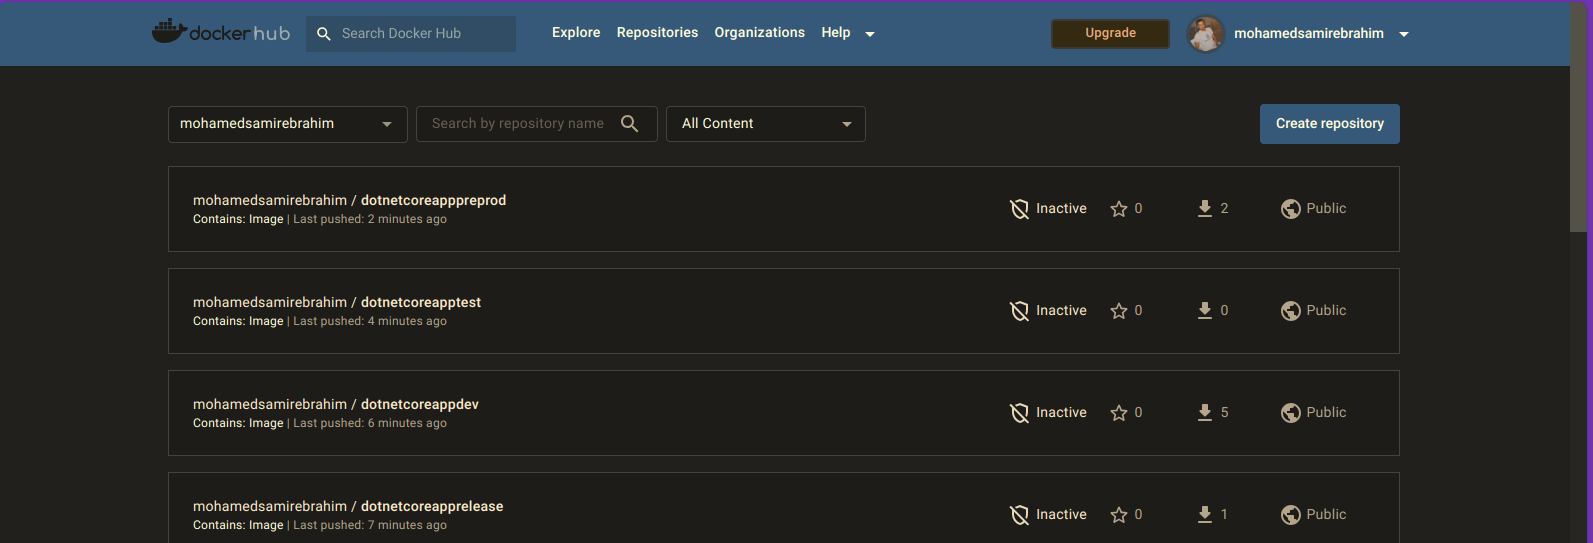 dockerhub
Search Docker Hub
Explore Repositories Organizations Help
Upgrade
mohamedsamirebrahim
mohamedsamirebrahim
Search by repository name
All Content
Create repository
mohamedsamirebrahim / dotnetcoreapppreprod
Contains: Image | Last pushed: 2 minutes ago
Inactive 0 2 Public
mohamedsamirebrahim / dotnetcoreapptest
Contains: Image | Last pushed: 4 minutes ago
Inactive 0 0 Public
mohamedsamirebrahim / dotnetcoreappdev
Contains: Image | Last pushed: 6 minutes ago
Inactive 0 5 Public
mohamedsamirebrahim / dotnetcoreapprelease
Contains: Image | Last pushed: 7 minutes ago
Inactive 0 1 Public